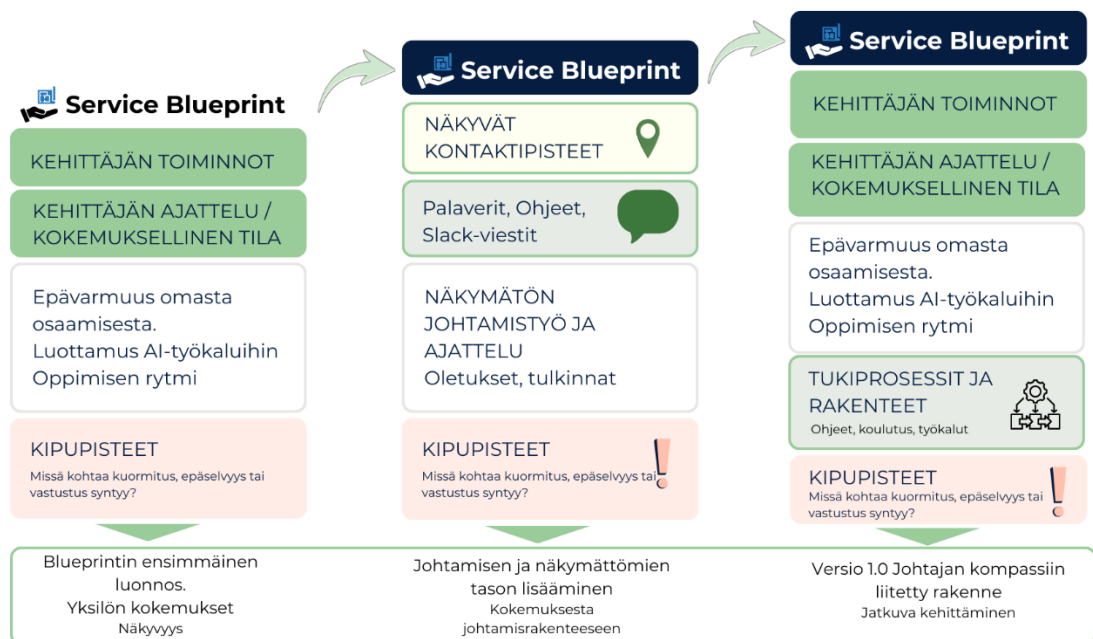 Service Blueprint
KEHITTÄJÄN TOIMINNOT
KEHITTÄJÄN AJATTELU /
KOKEMUKSELLINEN TILA
Epävarmuus omasta
osaamisesta.
Luottamus AI-työkaluihin
Oppimisen rytmi
KIPUPISTEET
Missä kohtaa kuormitus, epäselvyys tai
vastustus syntyy?
Blueprintin ensimmäinen
luonnos.
Yksilön kokemukset
Näkyvyys
Service Blueprint
NÄKYVÄT
KONTAKTIPISTEET
Palaverit, Ohjeet,
Slack-viestit
NÄKYMÄTÖN
JOHTAMISTYÖ JA
AJATTELU
Oletukset, tulkinnat
KIPUPISTEET
Missä kohtaa kuormitus, epäselvyys tai
vastustus syntyy?
Johtamisen ja näkymättömien
tason lisääminen
Kokemuksesta
johtamisrakenteeseen
Service Blueprint
KEHITTÄJÄN TOIMINNOT
KEHITTÄJÄN AJATTELU /
KOKEMUKSELLINEN TILA
Epävarmuus omasta
osaamisesta.
Luottamus AI-työkaluihin
Oppimisen rytmi
TUKIPROSESSIT JA
RAKENTEET
Ohjeet, koulutus, työkalut
KIPUPISTEET
Missä kohtaa kuormitus, epäselvyys tai
vastustus syntyy?
Versio 1.0 Johtajan kompassiin
liitetty rakenne
Jatkuva kehittäminen